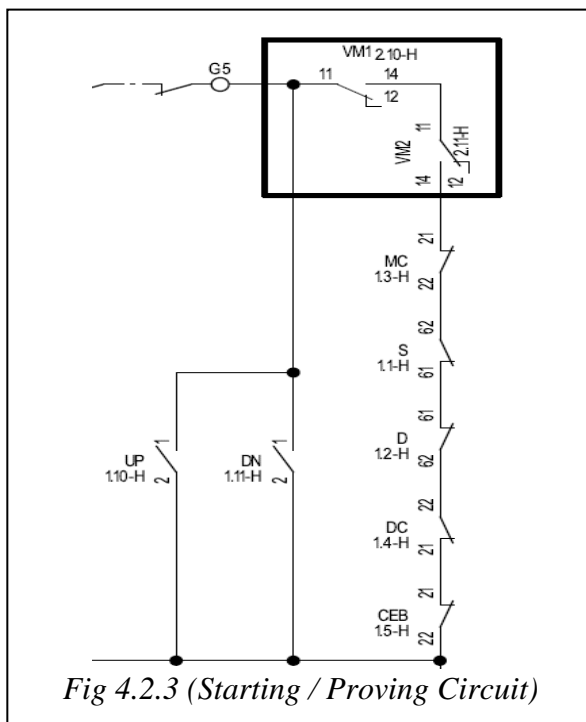 VM1 2.10-H
G5
11 14
12
11
VM2 2.11-H
14 12
21
MC
1.3-H
22
62
S
1.1-H
61
61
D
1.2-H
62
UP
1.10-H
1
2
DN
1.11-H
1
2
22
DC
1.4-H
21
21
CEB
1.5-H
22
Fig 4.2.3 (Starting / Proving Circuit)